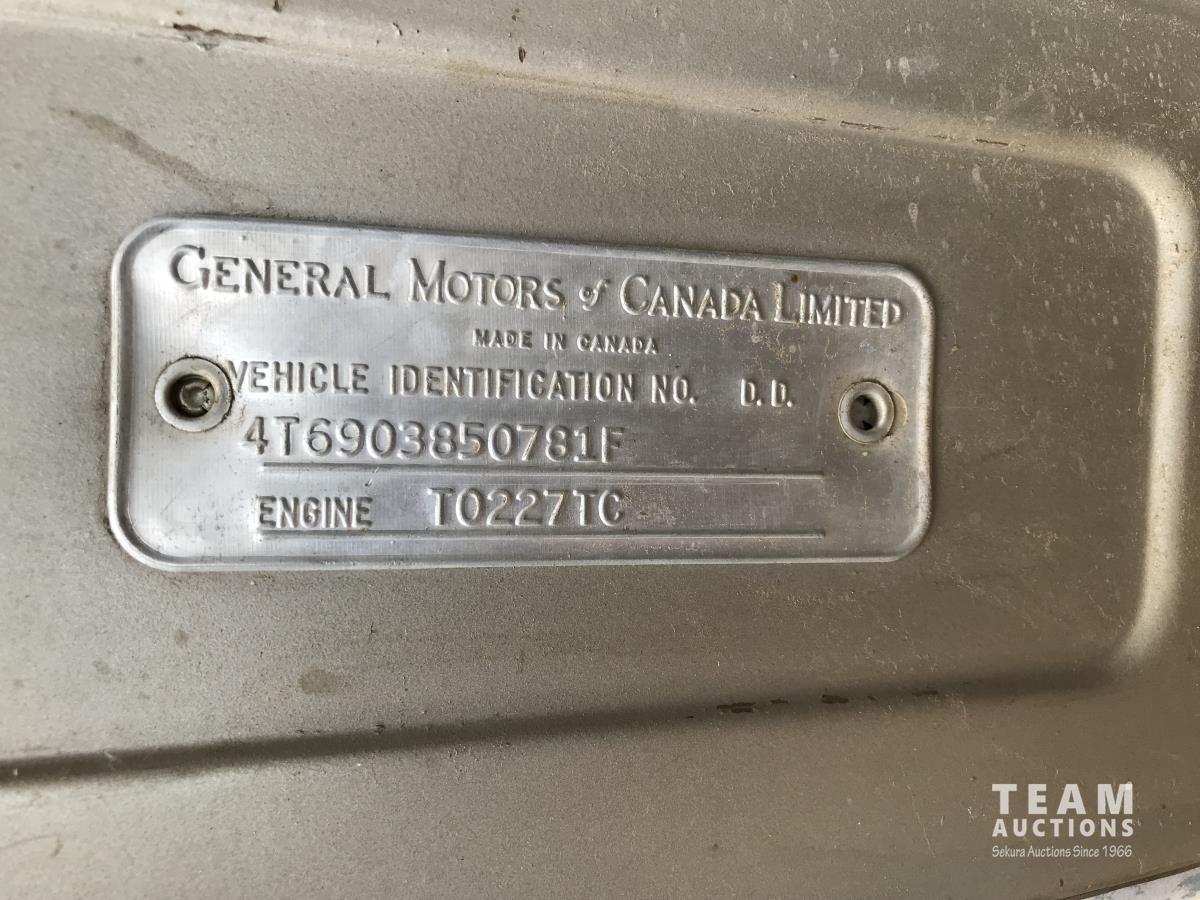 GENERAL MOTORS of CANADA LIMITED
MADE IN CANADA
VEHICLE IDENTIFICATION NO. D.D.
4T6903850781F
ENGINE T0227TC
TEAM
AUCTIONS
Sekura Auctions Since 1966